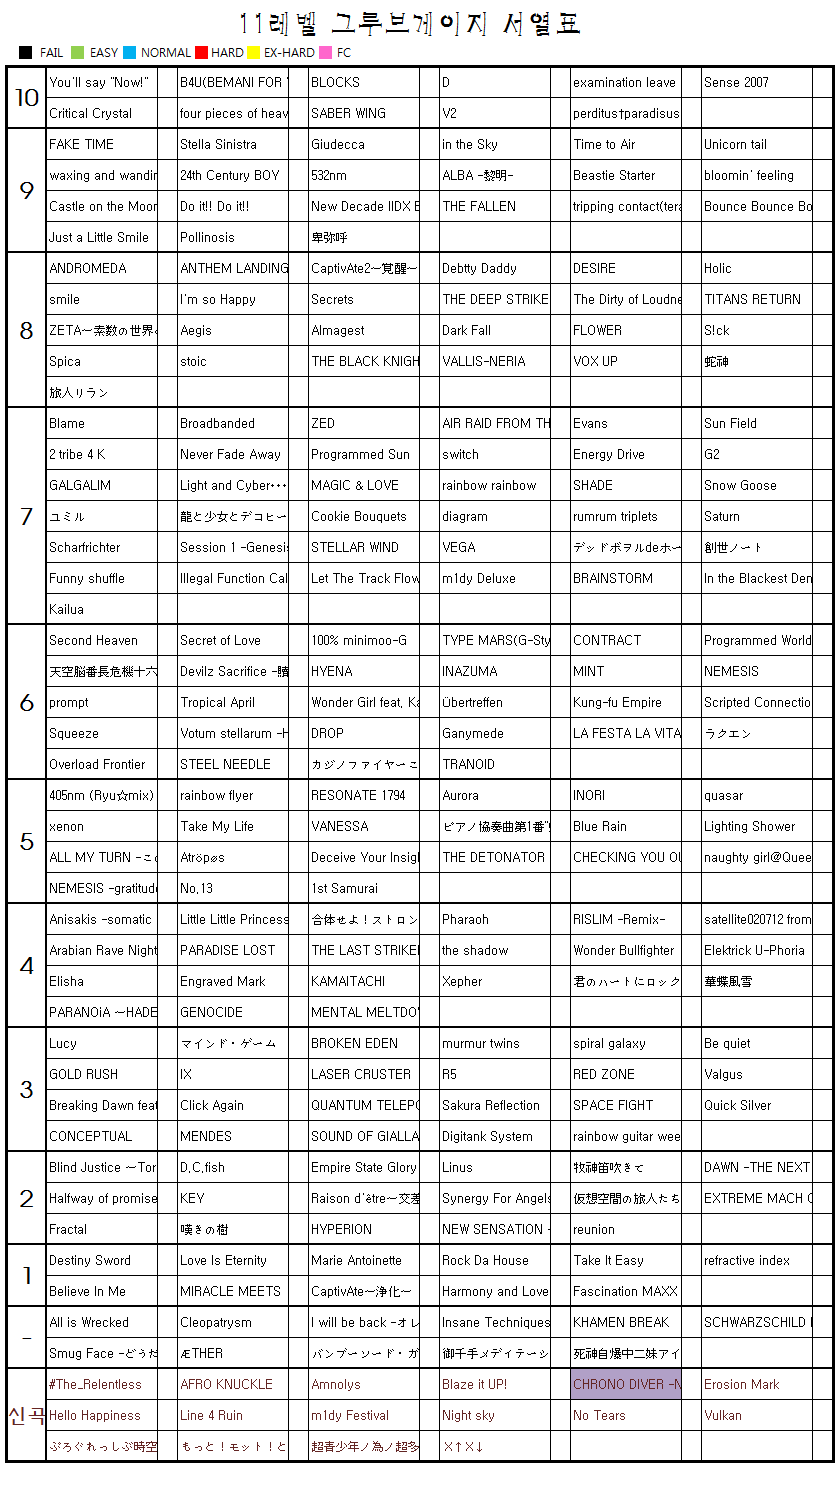 11레벨 그루브게이지 서열표
FAIL EASY NORMAL HARD EX-HARD FC
10
You'll say "Now!" B4U(BEMANI FOR BLOCKS D examination leave Sense 2007
Critical Crystal four pieces of heav SABER WING V2 perditus†paradisus
9
FAKE TIME Stella Sinistra Giudecca in the Sky Time to Air Unicorn tail
waxing and wandin 24th Century BOY 532nm ALBA -黎明- Beastie Starter bloomin' feeling
Castle on the Moon Do it!! Do it!! New Decade IIDX E THE FALLEN tripping contact(tera Bounce Bounce Bo
Just a Little Smile Pollinosis 卑弥呼
8
ANDROMEDA ANTHEM LANDING CaptivAte2~覚醒~ Debtty Daddy DESIRE Holic
smile I'm so Happy Secrets THE DEEP STRIKE The Dirty of Loudne TITANS RETURN
ZETA~素数の世界 Aegis Almagest Dark Fall FLOWER S!ck
Spica stoic THE BLACK KNIGH VALLIS-NERIA VOX UP 蛇神
旅人リラン
7
Blame Broadbanded ZED AIR RAID FROM TH Evans Sun Field
2 tribe 4 K Never Fade Away Programmed Sun switch Energy Drive G2
GALGALIM Light and Cyber··· MAGIC & LOVE rainbow rainbow SHADE Snow Goose
ユミル 龍と少女とデコヒー Cookie Bouquets diagram rumrum triplets Saturn
Scharfrichter Session 1 -Genesis STELLAR WIND VEGA デッドボヲルdeホー 創世ノート
Funny shuffle Illegal Function Cal Let The Track Flow m1dy Deluxe BRAINSTORM In the Blackest Den
Kailua
6
Second Heaven Secret of Love 100% minimoo-G TYPE MARS(G-Sty CONTRACT Programmed World
天空脳番長危機十六 Devilz Sacrifice -贖 HYENA INAZUMA MINT NEMESIS
prompt Tropical April Wonder Girl feat. Ka Übertreffen Kung-fu Empire Scripted Connectio
Squeeze Votum stellarum -H DROP Ganymede LA FESTA LA VITA ラクエン
Overload Frontier STEEL NEEDLE カジノファイヤーこ TRANOID
5
405nm (Ryu☆mix) rainbow flyer RESONATE 1794 Aurora INORI quasar
xenon Take My Life VANESSA ピアノ協奏曲第1番" Blue Rain Lighting Shower
ALL MY TURN -この Atröpøs Deceive Your Insigl THE DETONATOR CHECKING YOU OU naughty girl@Quee
NEMESIS -gratitude No.13 1st Samurai
4
Anisakis -somatic Little Little Princess 合体せよ！ストロン Pharaoh RISLIM -Remix- satellite020712 from
Arabian Rave Night PARADISE LOST THE LAST STRIKE the shadow Wonder Bullfighter Elektrick U-Phoria
Elisha Engraved Mark KAMAITACHI Xepher 君のハートにロック 華蝶風雪
PARANOiA ~HADE GENOCIDE MENTAL MELTDO
3
Lucy マインド・ゲーム BROKEN EDEN murmur twins spiral galaxy Be quiet
GOLD RUSH IX LASER CRUSTER R5 RED ZONE Valgus
Breaking Dawn feat Click Again QUANTUM TELEPO Sakura Reflection SPACE FIGHT Quick Silver
CONCEPTUAL MENDES SOUND OF GIALLA Digitank System rainbow guitar wee
2
Blind Justice ~Tor D.C.fish Empire State Glory Linus 牧神笛吹きて DAWN -THE NEXT
Halfway of promise KEY Raison d'être~交差 Synergy For Angels 仮想空間の旅人たち EXTREME MACH C
Fractal 嘆きの樹 HYPERION NEW SENSATION - reunion
1
Destiny Sword Love Is Eternity Marie Antoinette Rock Da House Take It Easy refractive index
Believe In Me MIRACLE MEETS CaptivAte~浄化~ Harmony and Love Fascination MAXX
-
All is Wrecked Cleopatrysm I will be back -オレ Insane Techniques KHAMEN BREAK SCHWARZSCHILD
Smug Face -どうだ ÆTHER バンブーソード・ガ 御千手メディテーシ 死神自爆中二妹アイ
신곡
#The_Relentless AFRO KNUCKLE Amnolys Blaze it UP! CHRONO DIVER -N Erosion Mark
Hello Happiness Line 4 Ruin m1dy Festival Night sky No Tears Vulkan
ぷろぐれっしぶ時空 もっと！モット！と 超青少年ノ為ノ超多 X↑X↓